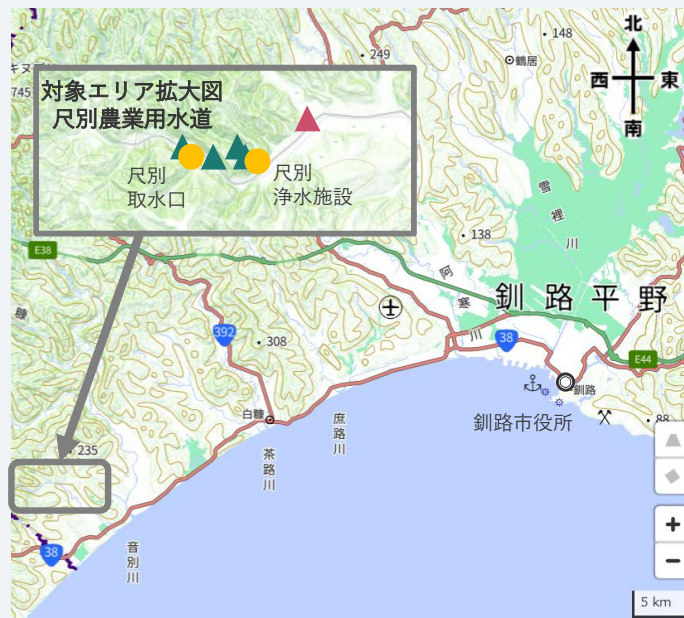 北
西
東
南
・148
鶴居
・249
キヌ
745
対象エリア拡大図
尺別農業用水道
尺別
取水口
尺別
浄水施設
雪
裡
川
・138
E38
阿
寒
川
釧路平野
392
38
・308
E44
釧路
釧路市役所
・88
白糠
庶
路
川
茶
路
川
・235
音
別
川
38
+
−
5 km